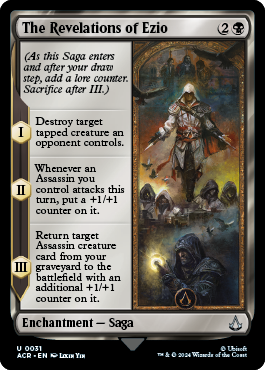 The Revelations of Ezio 2
(As this Saga enters
and after your draw
step, add a lore counter.
Sacrifice after III.)
I
Destroy target
tapped creature an
opponent controls.
II
Whenever an
Assassin you
control attacks this
turn, put a +1/+1
counter on it.
III
Return target
Assassin creature
card from your
graveyard to the
battlefield with an
additional +1/+1
counter on it.
Enchantment — Saga
U 0031
ACR • EN Lixin Yin
© Ubisoft
™ & © 2024 Wizards of the Coast